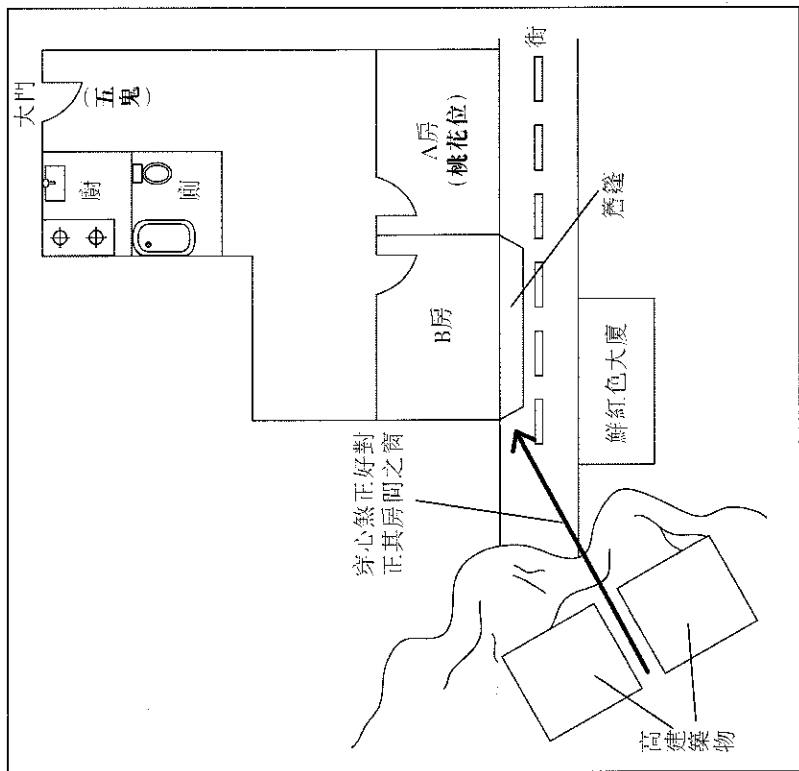 大門
(五鬼)
廚
廁
A房
(桃花位)
B房
街
簷篷
鮮紅色大廈
穿心煞正好對
正其房間之窗
高建築物